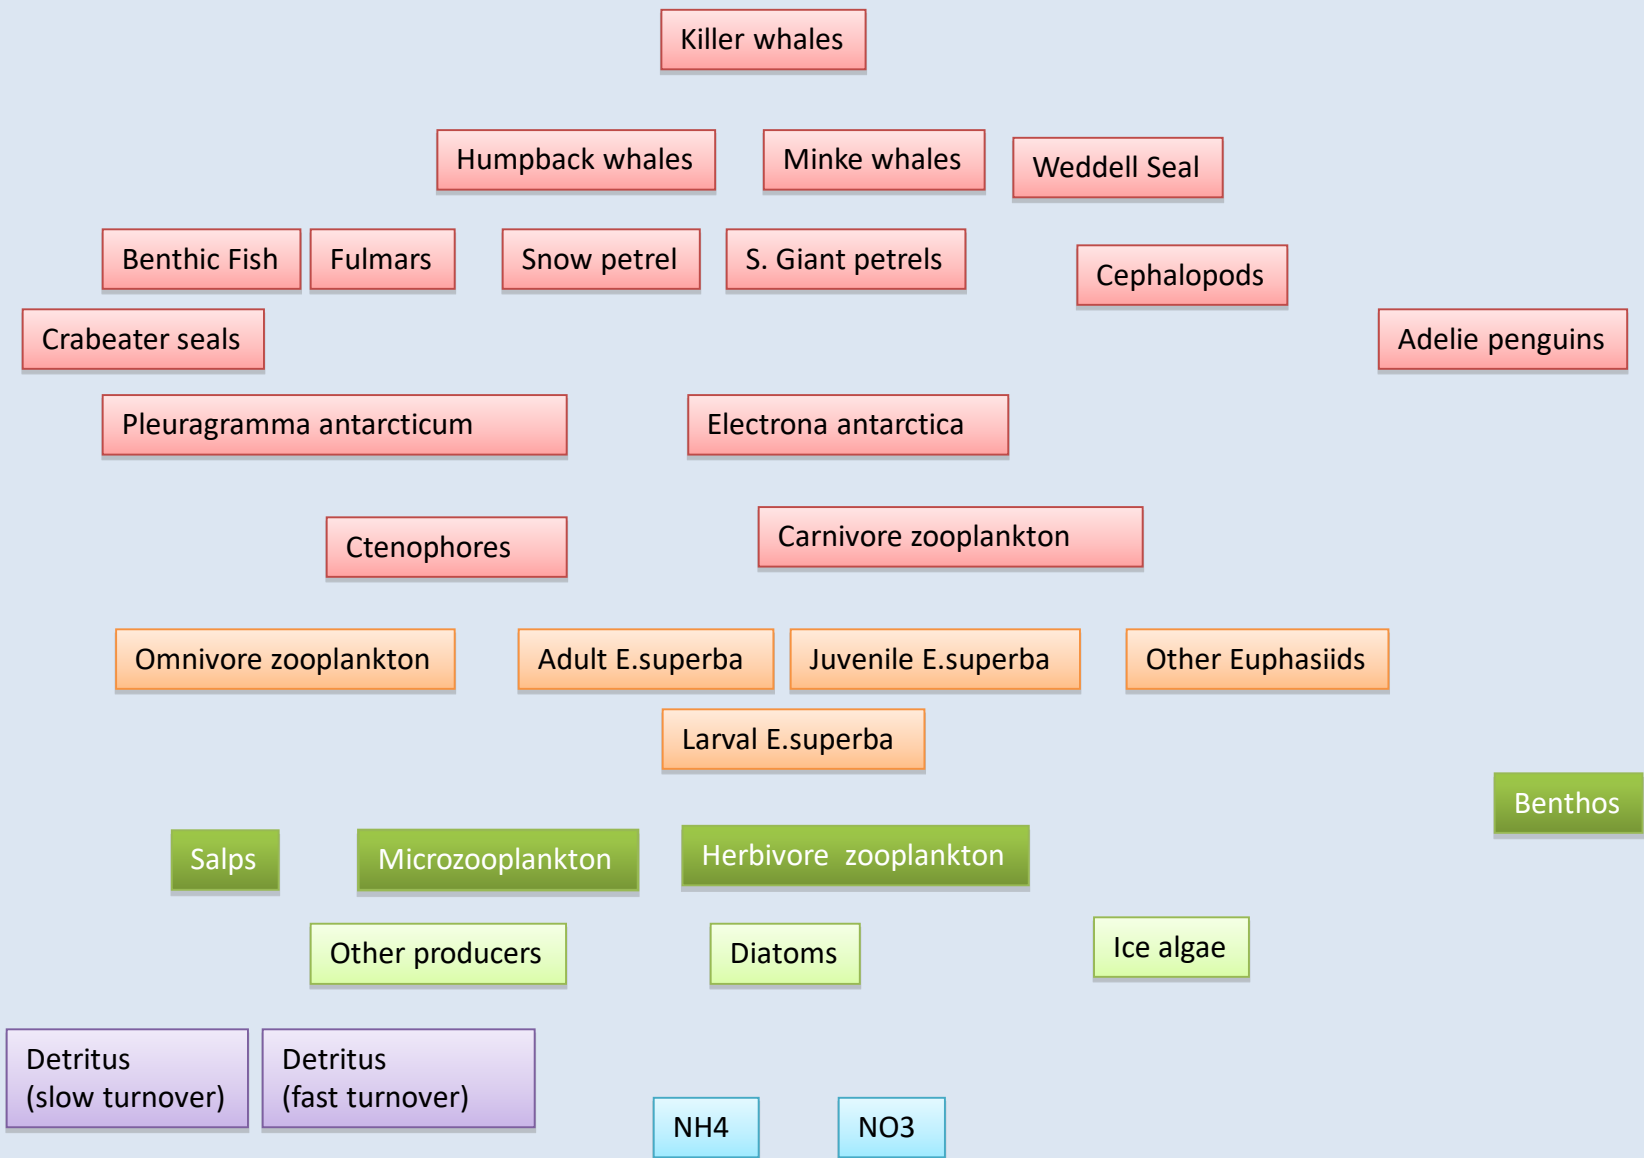 Killer whales
Humpback whales
Minke whales
Weddell Seal
Benthic Fish
Fulmars
Snow petrel
S. Giant petrels
Cephalopods
Crabeater seals
Adelie penguins
Pleuragramma antarcticum
Electrona antarctica
Ctenophores
Carnivore zooplankton
Omnivore zooplankton
Adult E.superba
Juvenile E.superba
Other Euphasiids
Larval E.superba
Benthos
Salps
Microzooplankton
Herbivore zooplankton
Other producers
Diatoms
Ice algae
Detritus
(slow turnover)
Detritus
(fast turnover)
NH4
NO3